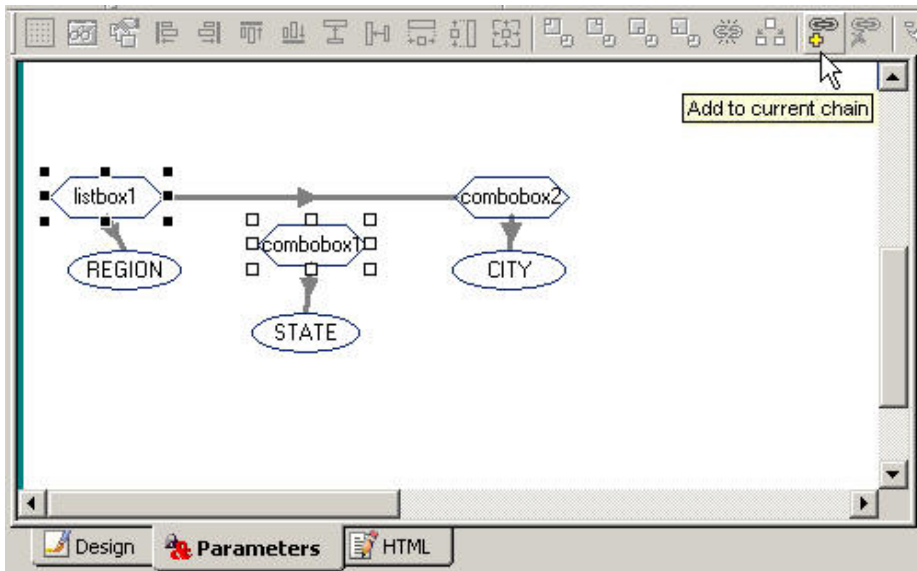 Add to current chain
listbox1
combobox2
combobox1
REGION
CITY
STATE
Design
Parameters
HTML